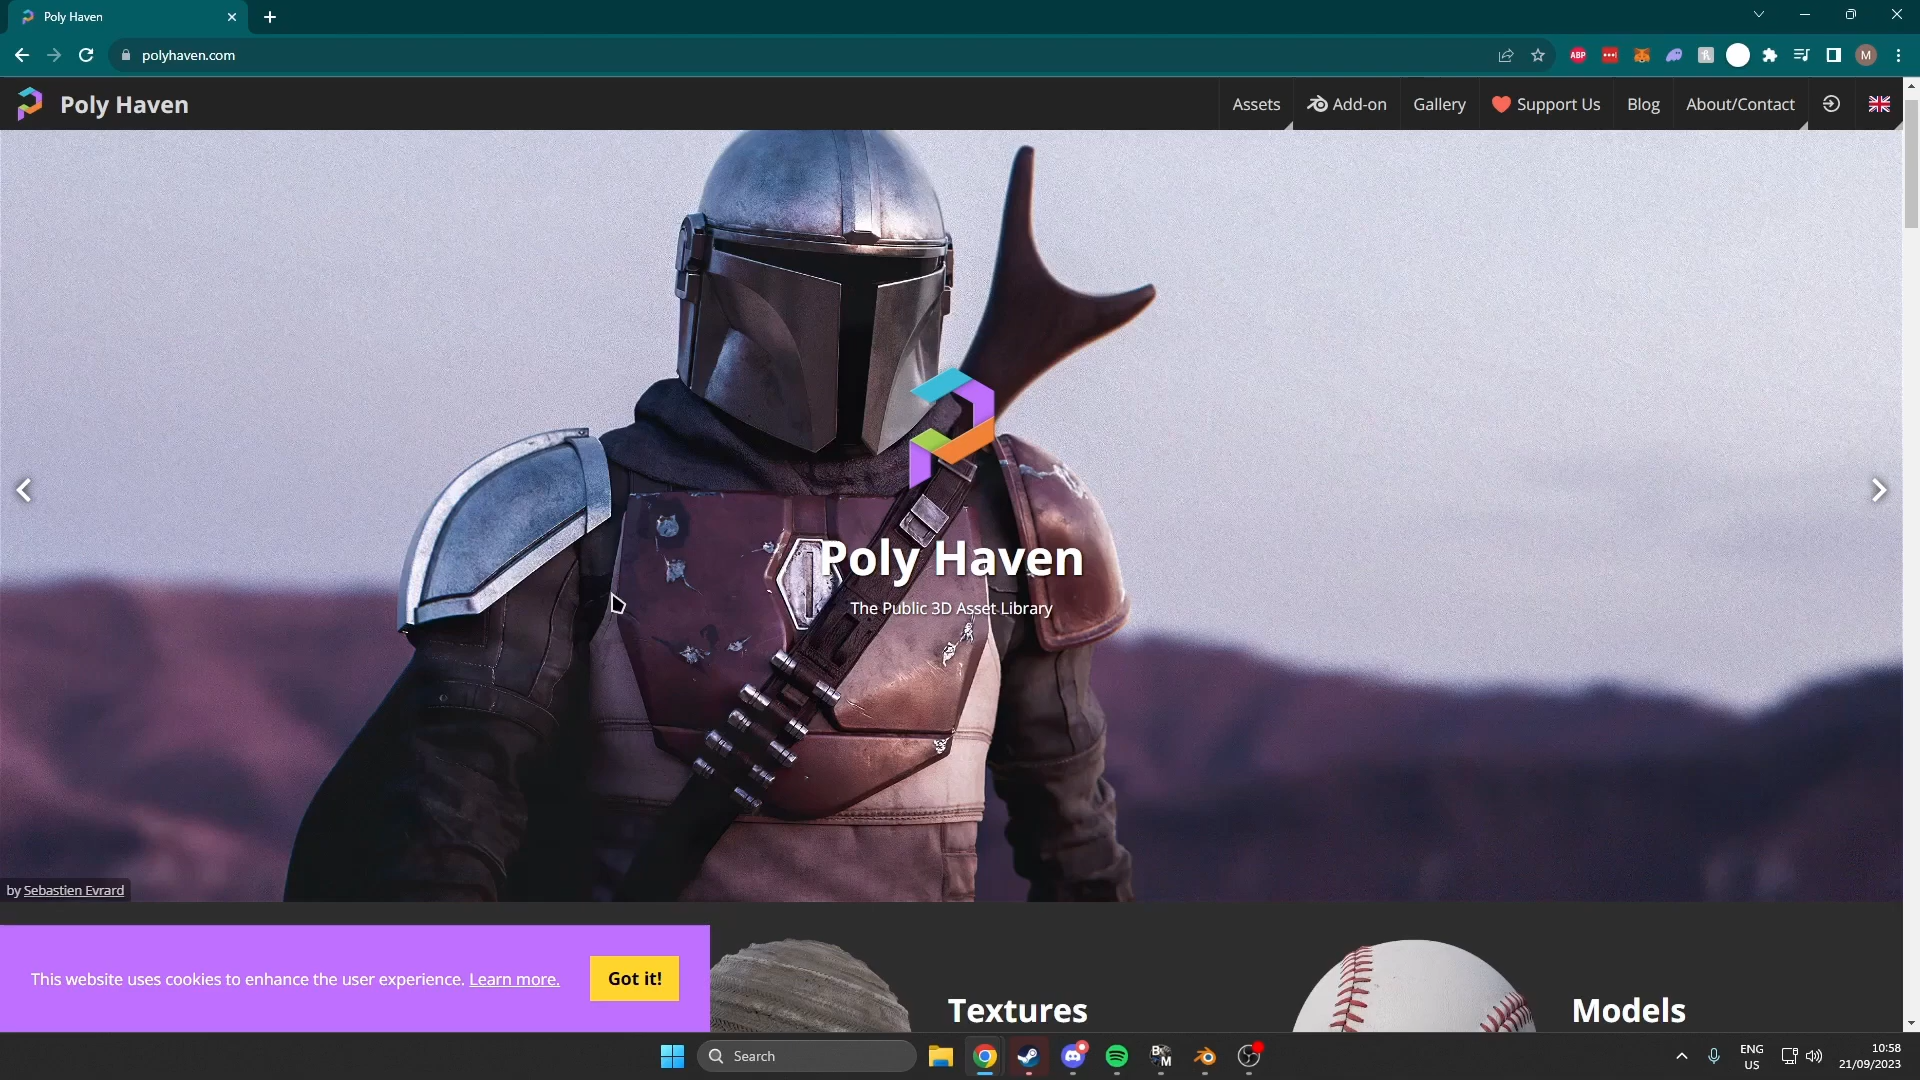 Poly Haven
polyhaven.com
ABP
M
Poly Haven
Assets
Add-on
Gallery
Support Us
Blog
About/Contact
Poly Haven
The Public 3D Asset Library
by Sebastien Evrard
This website uses cookies to enhance the user experience. Learn more.
Got it!
Textures
Models
Search
ENG
US
10:58
21/09/2023